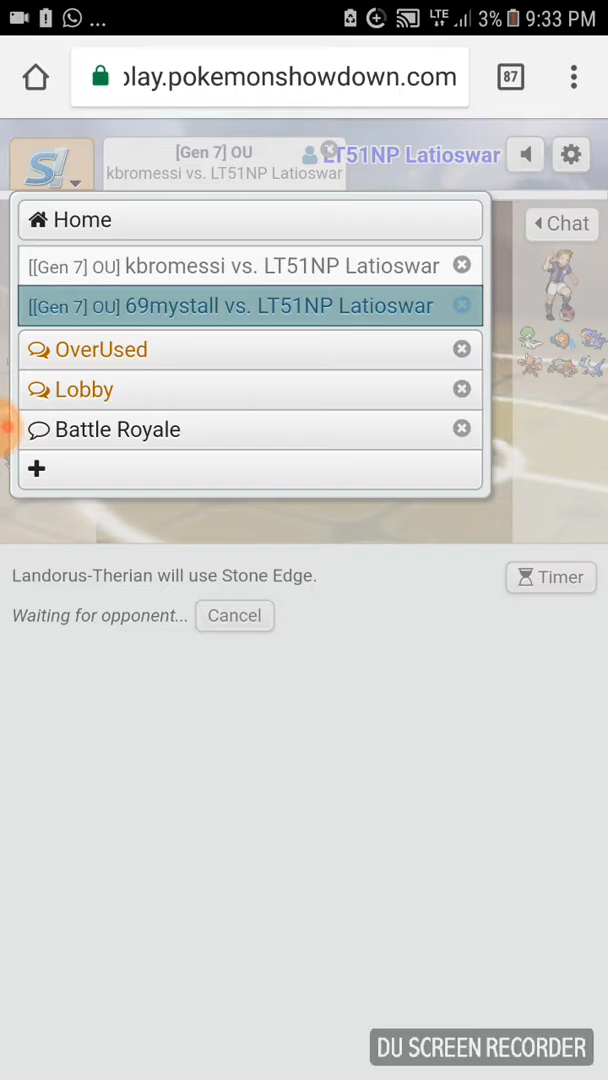 ... LTE 3% 9:33 PM
play.pokemonshowdown.com 87
S!
[Gen 7] OU
kbromessi vs. LT51NP Latioswar
LT51NP Latioswar
Home
Chat
[[Gen 7] OU] kbromessi vs. LT51NP Latioswar
[[Gen 7] OU] 69mystall vs. LT51NP Latioswar
OverUsed
Lobby
Battle Royale
+
Landorus-Therian will use Stone Edge.
Timer
Waiting for opponent... Cancel
DU SCREEN RECORDER